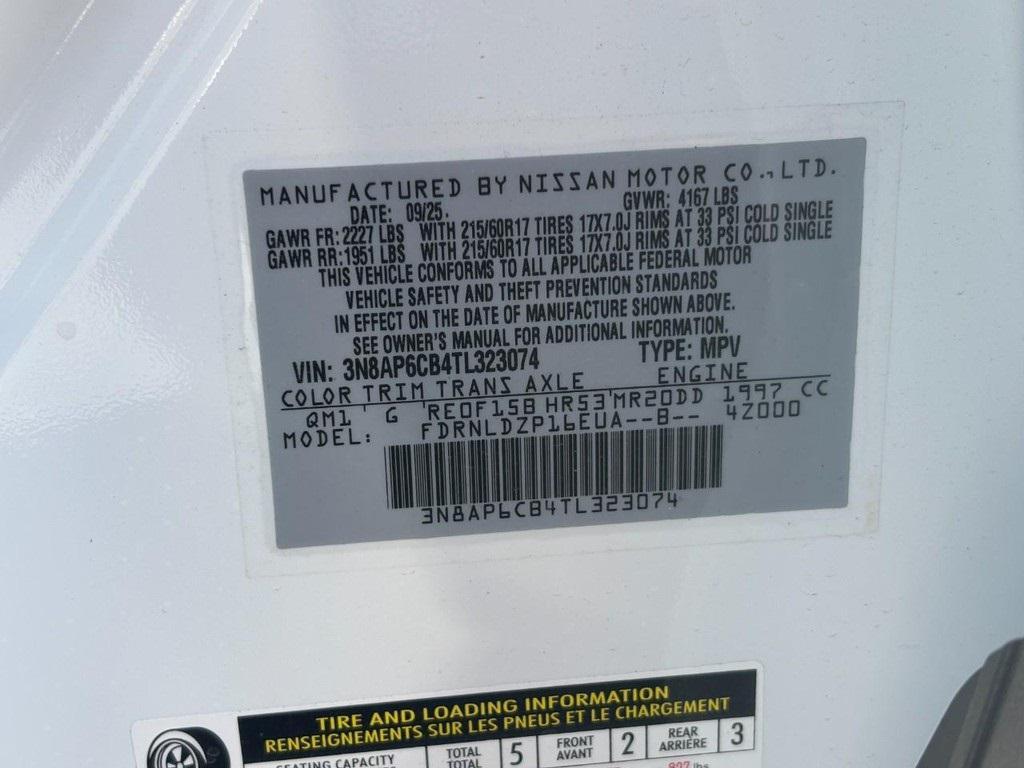 MANUFACTURED BY NISSAN MOTOR CO., LTD.
DATE: 09/25. GVWR: 4167 LBS
GAWR FR: 2227 LBS WITH 215/60R17 TIRES 17X7.0J RIMS AT 33 PSI COLD SINGLE
GAWR RR: 1951 LBS WITH 215/60R17 TIRES 17X7.0J RIMS AT 33 PSI COLD SINGLE
THIS VEHICLE CONFORMS TO ALL APPLICABLE FEDERAL MOTOR
VEHICLE SAFETY AND THEFT PREVENTION STANDARDS
IN EFFECT ON THE DATE OF MANUFACTURE SHOWN ABOVE.
SEE OWNER'S MANUAL FOR ADDITIONAL INFORMATION.
VIN: 3N8AP6CB4TL323074 TYPE: MPV
COLOR TRIM TRANS AXLE ENGINE
QM1 G RE0F15B HR53 MR20DD 1997 CC
MODEL: FDRNLDZP16EUA--B-- 4Z000
3N8AP6CB4TL323074
TIRE AND LOADING INFORMATION
RENSEIGNEMENTS SUR LES PNEUS ET LE CHARGEMENT
SEATING CAPACITY TOTAL 5 FRONT 2 REAR 3
TOTAL AVANT ARRIÈRE